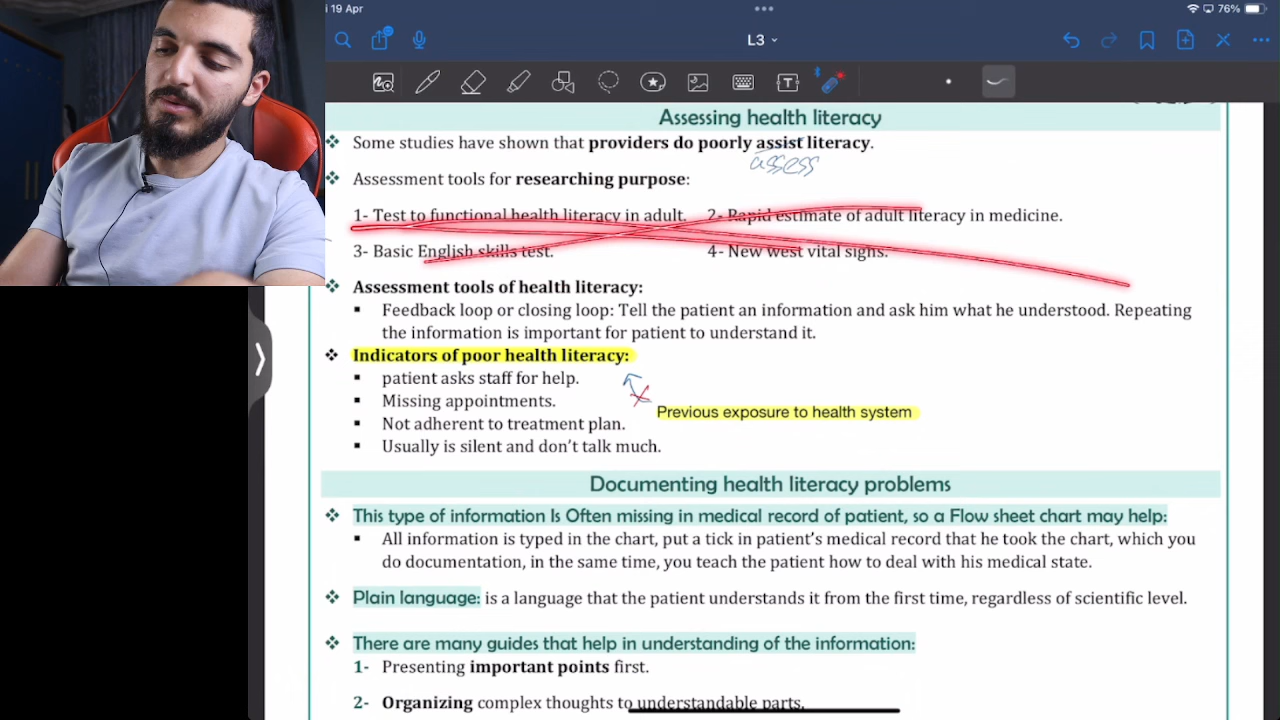 i 19 Apr
76%
L3
Assessing health literacy
Some studies have shown that providers do poorly assist literacy.
assess
Assessment tools for researching purpose:
1- Test to functional health literacy in adult. 2- Rapid estimate of adult literacy in medicine.
3- Basic English skills test. 4- New west vital signs.
Assessment tools of health literacy:
Feedback loop or closing loop: Tell the patient an information and ask him what he understood. Repeating
the information is important for patient to understand it.
Indicators of poor health literacy:
patient asks staff for help.
Missing appointments.
Previous exposure to health system
Not adherent to treatment plan.
Usually is silent and don't talk much.
Documenting health literacy problems
This type of information Is Often missing in medical record of patient, so a Flow sheet chart may help:
All information is typed in the chart, put a tick in patient's medical record that he took the chart, which you
do documentation, in the same time, you teach the patient how to deal with his medical state.
Plain language: is a language that the patient understands it from the first time, regardless of scientific level.
There are many guides that help in understanding of the information:
1- Presenting important points first.
2- Organizing complex thoughts to understandable parts.